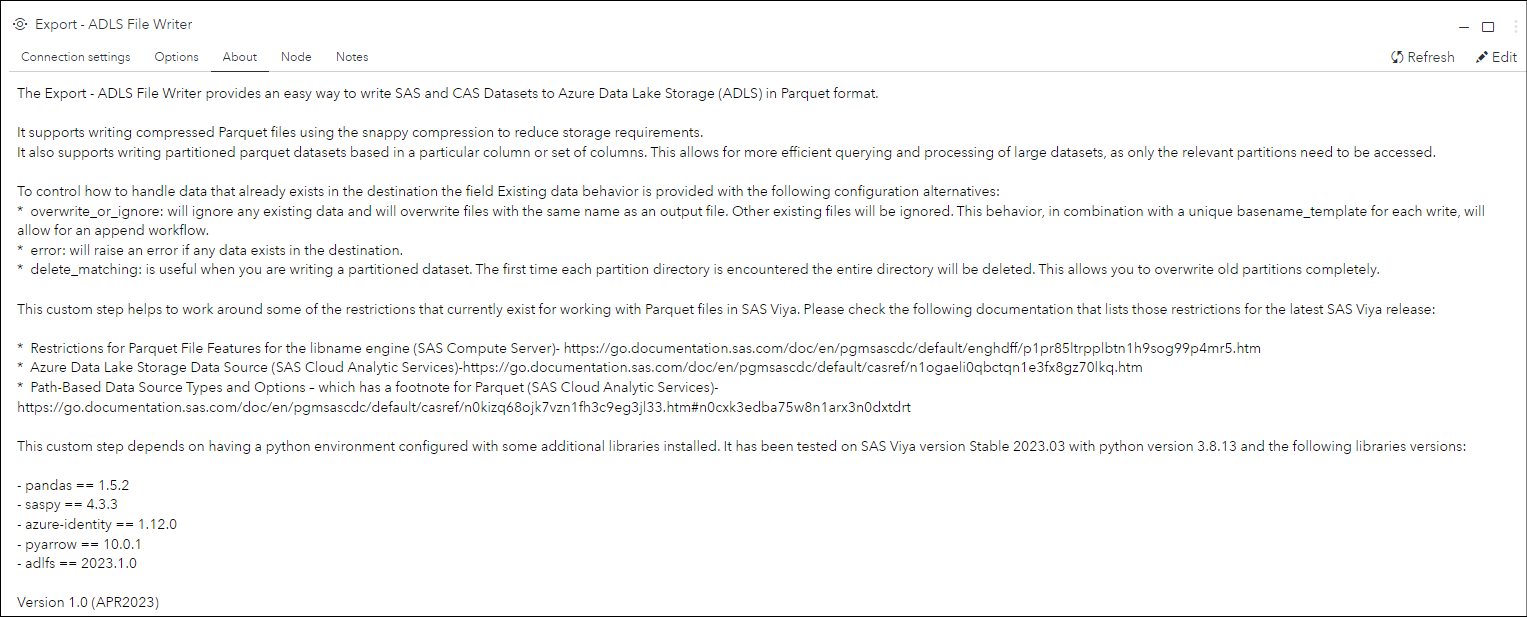 Export - ADLS File Writer
Connection settings Options About Node Notes Refresh Edit
The Export - ADLS File Writer provides an easy way to write SAS and CAS Datasets to Azure Data Lake Storage (ADLS) in Parquet format.
It supports writing compressed Parquet files using the snappy compression to reduce storage requirements.
It also supports writing partitioned parquet datasets based in a particular column or set of columns. This allows for more efficient querying and processing of large datasets, as only the relevant partitions need to be accessed.
To control how to handle data that already exists in the destination the field Existing data behavior is provided with the following configuration alternatives:
* overwrite_or_ignore: will ignore any existing data and will overwrite files with the same name as an output file. Other existing files will be ignored. This behavior, in combination with a unique basename_template for each write, will
allow for an append workflow.
* error: will raise an error if any data exists in the destination.
* delete_matching: is useful when you are writing a partitioned dataset. The first time each partition directory is encountered the entire directory will be deleted. This allows you to overwrite old partitions completely.
This custom step helps to work around some of the restrictions that currently exist for working with Parquet files in SAS Viya. Please check the following documentation that lists those restrictions for the latest SAS Viya release:
* Restrictions for Parquet File Features for the libname engine (SAS Compute Server)- https://go.documentation.sas.com/doc/en/pgmsascdc/default/enghdff/p1pr85ltrpplbtn1h9sog99p4mr5.htm
* Azure Data Lake Storage Data Source (SAS Cloud Analytic Services)-https://go.documentation.sas.com/doc/en/pgmsascdc/default/casref/n1ogaeli0qbctqn1e3fx8gz70lkq.htm
* Path-Based Data Source Types and Options – which has a footnote for Parquet (SAS Cloud Analytic Services)-
https://go.documentation.sas.com/doc/en/pgmsascdc/default/casref/n0kizq68ojk7vzn1fh3c9eg3jl33.htm#n0cxk3edba75w8n1arx3n0dxtdrt
This custom step depends on having a python environment configured with some additional libraries installed. It has been tested on SAS Viya version Stable 2023.03 with python version 3.8.13 and the following libraries versions:
- pandas == 1.5.2
- saspy == 4.3.3
- azure-identity == 1.12.0
- pyarrow == 10.0.1
- adlfs == 2023.1.0
Version 1.0 (APR2023)